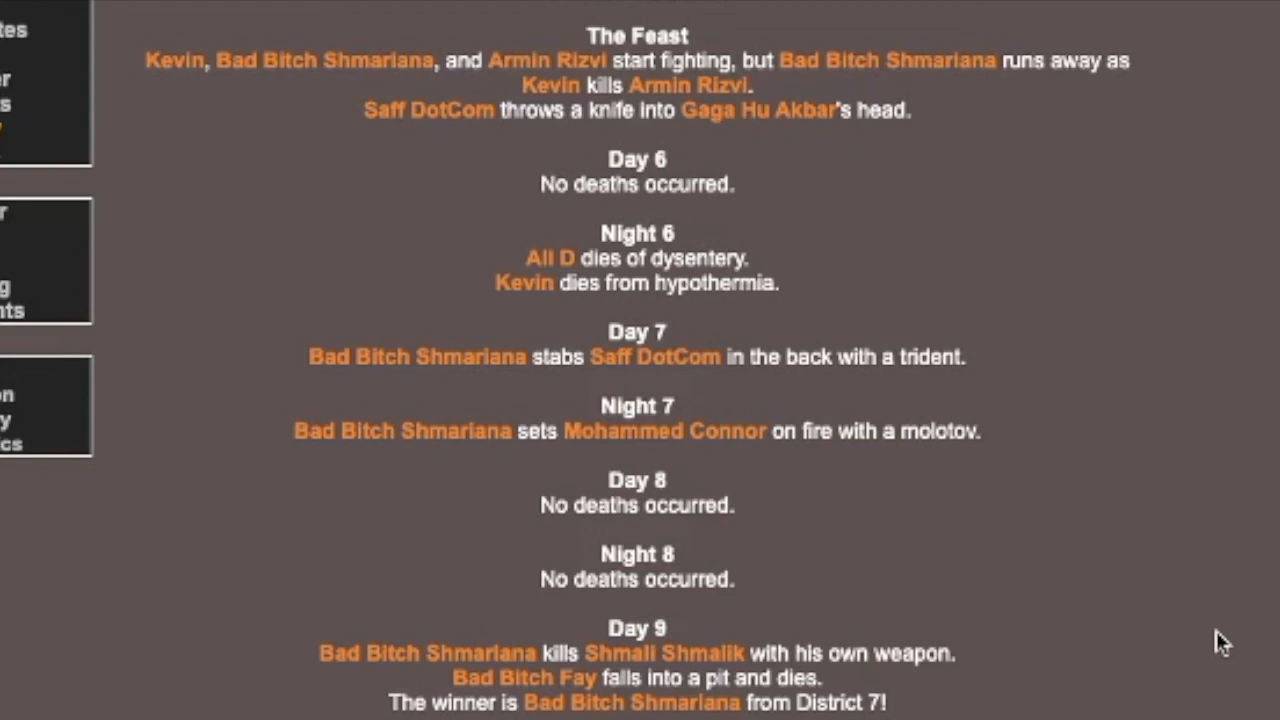 tes
er
s
The Feast
Kevin, Bad Bitch Shmariana, and Armin Rizvi start fighting, but Bad Bitch Shmariana runs away as
Kevin kills Armin Rizvi.
Saff DotCom throws a knife into Gaga Hu Akbar's head.
Day 6
No deaths occurred.
r
Night 6
Ali D dies of dysentery.
Kevin dies from hypothermia.
g
nts
Day 7
Bad Bitch Shmariana stabs Saff DotCom in the back with a trident.
on
y
cs
Night 7
Bad Bitch Shmariana sets Mohammed Connor on fire with a molotov.
Day 8
No deaths occurred.
Night 8
No deaths occurred.
Day 9
Bad Bitch Shmariana kills Shmali Shmalik with his own weapon.
Bad Bitch Fay falls into a pit and dies.
The winner is Bad Bitch Shmariana from District 7!